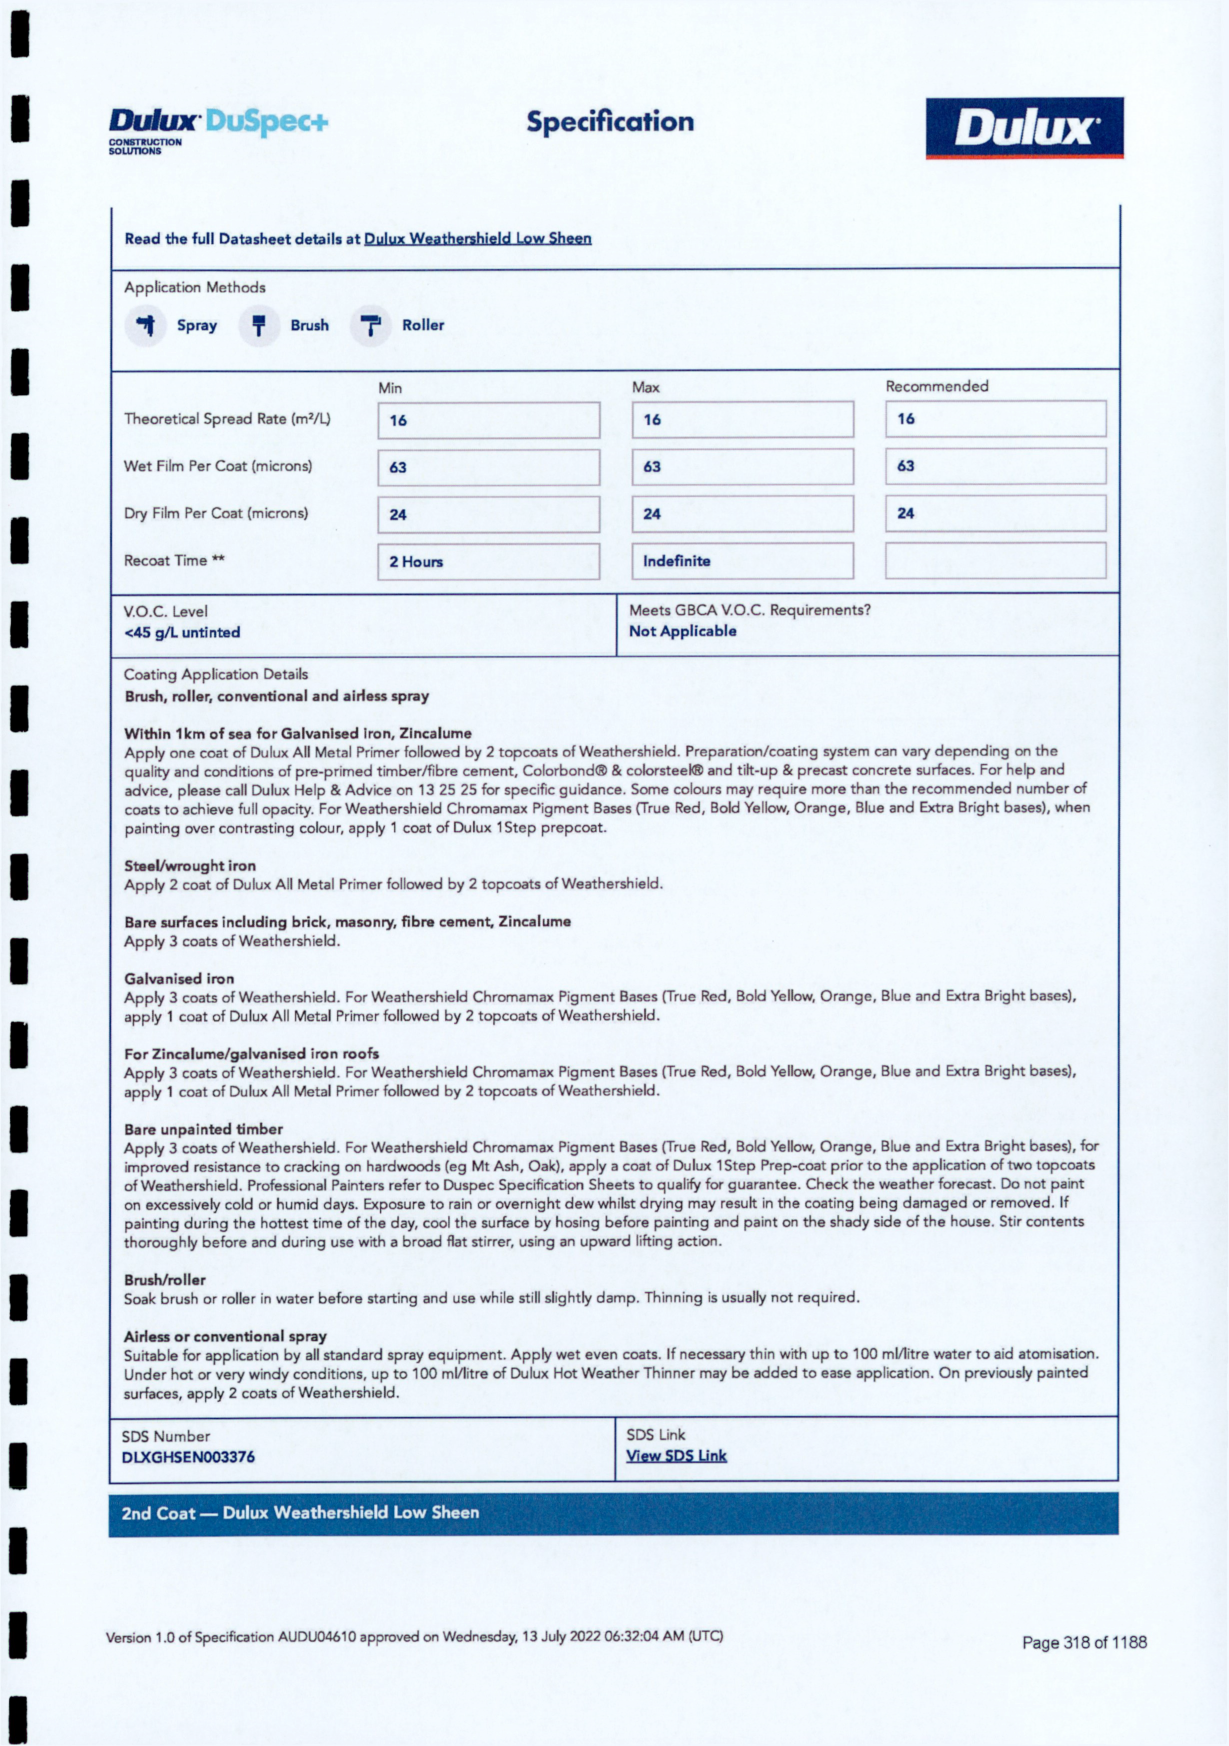 Dulux DuSpec+
CONSTRUCTION
SOLUTIONS
Specification
Dulux
Read the full Datasheet details at Dulux Weathershield Low Sheen
Application Methods
Spray Brush Roller
Min Max Recommended
Theoretical Spread Rate (m²/L) 16 16 16
Wet Film Per Coat (microns) 63 63 63
Dry Film Per Coat (microns) 24 24 24
Recoat Time ** 2 Hours Indefinite
V.O.C. Level
<45 g/L untinted
Meets GBCA V.O.C. Requirements?
Not Applicable
Coating Application Details
Brush, roller, conventional and airless spray
Within 1km of sea for Galvanised iron, Zincalume
Apply one coat of Dulux All Metal Primer followed by 2 topcoats of Weathershield. Preparation/coating system can vary depending on the
quality and conditions of pre-primed timber/fibre cement, Colorbond® & colorsteel® and tilt-up & precast concrete surfaces. For help and
advice, please call Dulux Help & Advice on 13 25 25 for specific guidance. Some colours may require more than the recommended number of
coats to achieve full opacity. For Weathershield Chromamax Pigment Bases (True Red, Bold Yellow, Orange, Blue and Extra Bright bases), when
painting over contrasting colour, apply 1 coat of Dulux 1Step prepcoat.
Steel/wrought iron
Apply 2 coat of Dulux All Metal Primer followed by 2 topcoats of Weathershield.
Bare surfaces including brick, masonry, fibre cement, Zincalume
Apply 3 coats of Weathershield.
Galvanised iron
Apply 3 coats of Weathershield. For Weathershield Chromamax Pigment Bases (True Red, Bold Yellow, Orange, Blue and Extra Bright bases),
apply 1 coat of Dulux All Metal Primer followed by 2 topcoats of Weathershield.
For Zincalume/galvanised iron roofs
Apply 3 coats of Weathershield. For Weathershield Chromamax Pigment Bases (True Red, Bold Yellow, Orange, Blue and Extra Bright bases),
apply 1 coat of Dulux All Metal Primer followed by 2 topcoats of Weathershield.
Bare unpainted timber
Apply 3 coats of Weathershield. For Weathershield Chromamax Pigment Bases (True Red, Bold Yellow, Orange, Blue and Extra Bright bases), for
improved resistance to cracking on hardwoods (eg Mt Ash, Oak), apply a coat of Dulux 1Step Prep-coat prior to the application of two topcoats
of Weathershield. Professional Painters refer to Duspec Specification Sheets to qualify for guarantee. Check the weather forecast. Do not paint
on excessively cold or humid days. Exposure to rain or overnight dew whilst drying may result in the coating being damaged or removed. If
painting during the hottest time of the day, cool the surface by hosing before painting and paint on the shady side of the house. Stir contents
thoroughly before and during use with a broad flat stirrer, using an upward lifting action.
Brush/roller
Soak brush or roller in water before starting and use while still slightly damp. Thinning is usually not required.
Airless or conventional spray
Suitable for application by all standard spray equipment. Apply wet even coats. If necessary thin with up to 100 ml/litre water to aid atomisation.
Under hot or very windy conditions, up to 100 ml/litre of Dulux Hot Weather Thinner may be added to ease application. On previously painted
surfaces, apply 2 coats of Weathershield.
SDS Number
DLXGHSEN003376
SDS Link
View SDS Link
2nd Coat — Dulux Weathershield Low Sheen
Version 1.0 of Specification AUDU04610 approved on Wednesday, 13 July 2022 06:32:04 AM (UTC)
Page 318 of 1188